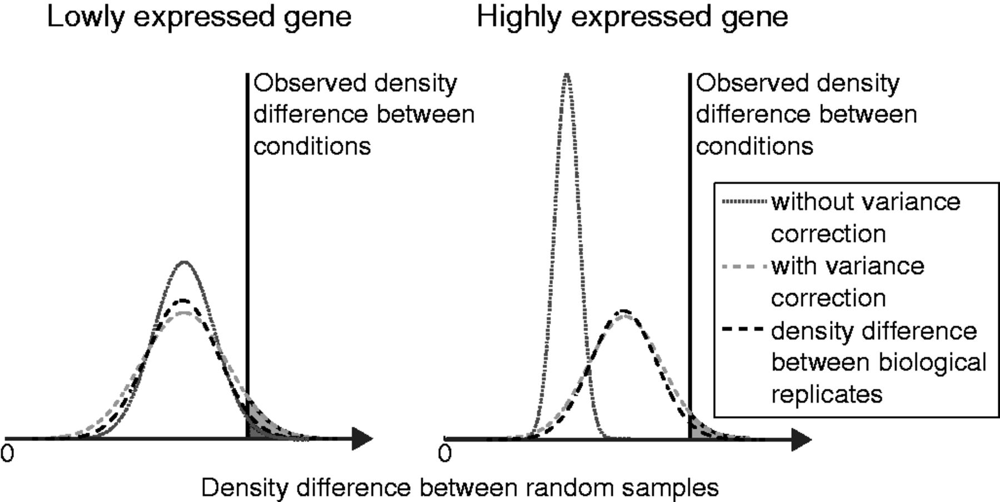 Lowly expressed gene
Highly expressed gene
Observed density
difference between
conditions
Observed density
difference between
conditions
without variance
correction
with variance
correction
density difference
between biological
replicates
0
0
Density difference between random samples